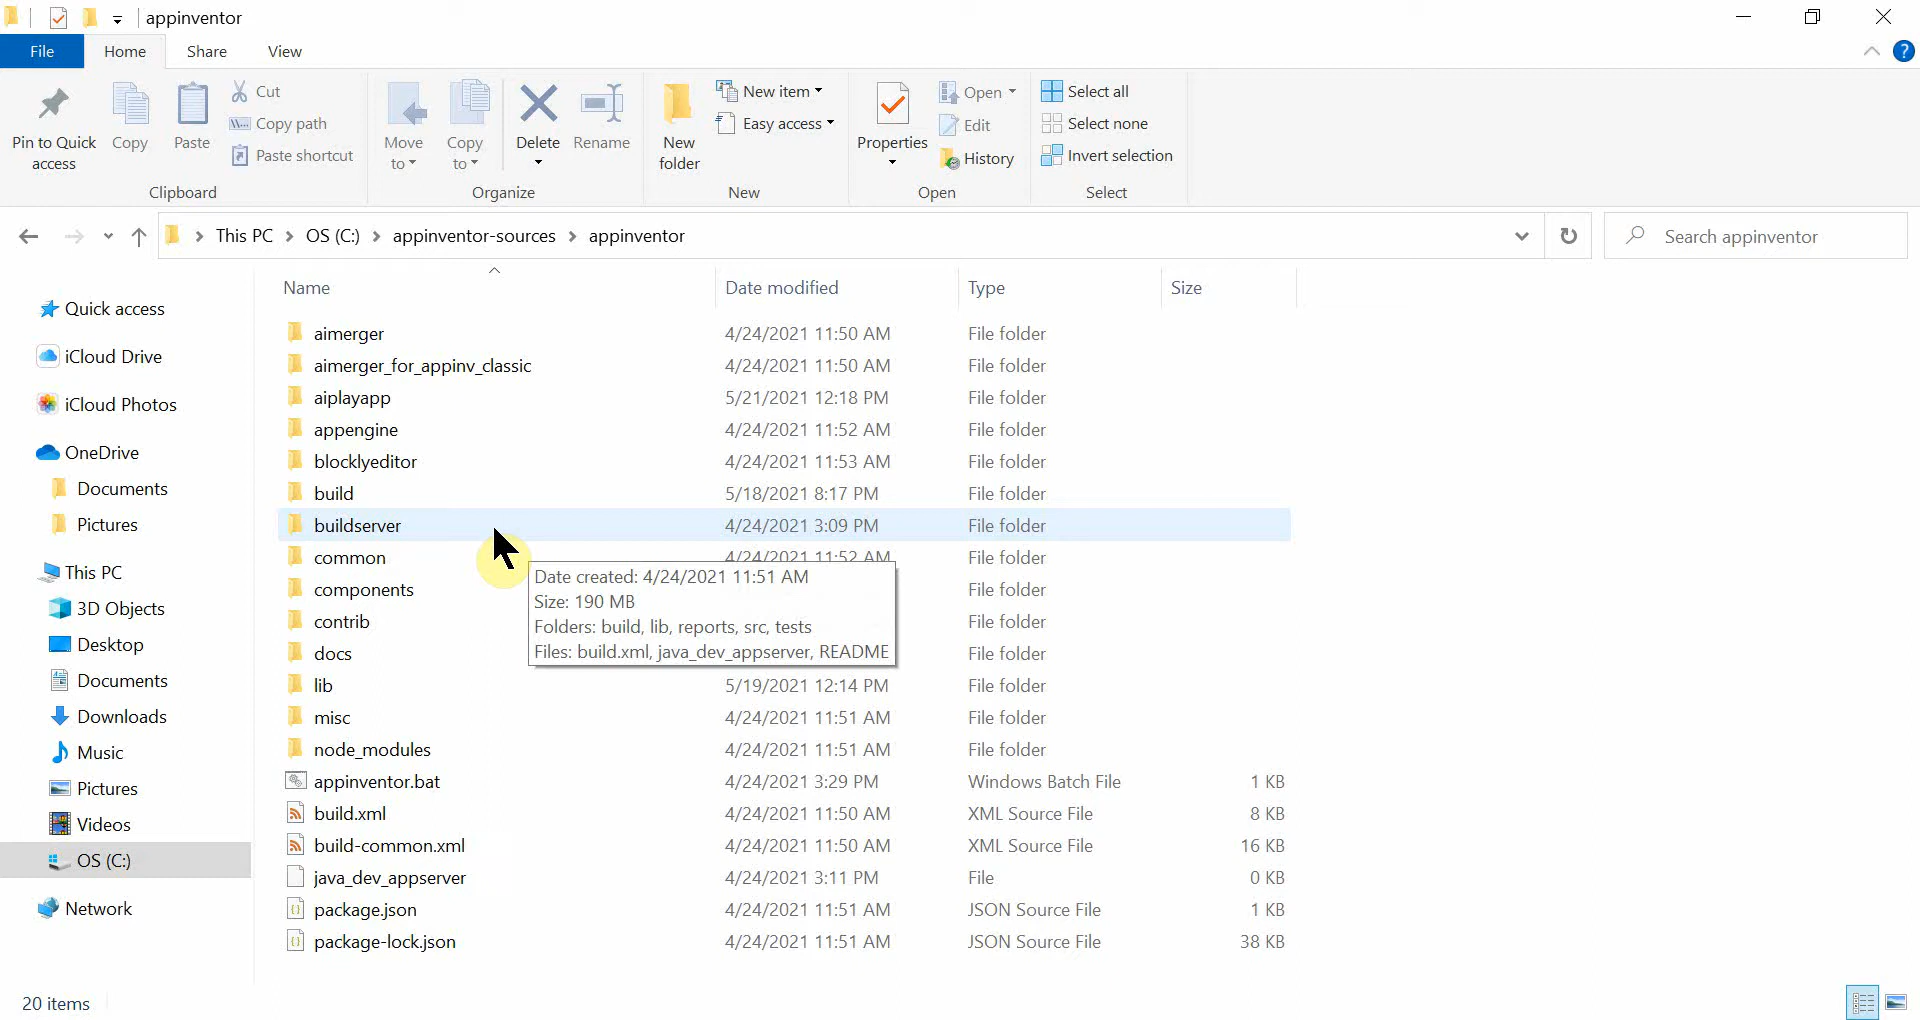 appinventor
File Home Share View
Pin to Quick access
Copy
Paste
Cut
Copy path
Paste shortcut
Clipboard
Move to
Copy to
Delete
Rename
Organize
New folder
New item
Easy access
New
Properties
Open
Edit
History
Open
Select all
Select none
Invert selection
Select
This PC > OS (C:) > appinventor-sources > appinventor
Search appinventor
Name Date modified Type Size
Quick access
iCloud Drive
iCloud Photos
OneDrive
Documents
Pictures
This PC
3D Objects
Desktop
Documents
Downloads
Music
Pictures
Videos
OS (C:)
Network
aimerger 4/24/2021 11:50 AM File folder
aimerger_for_appinv_classic 4/24/2021 11:50 AM File folder
aiplayapp 5/21/2021 12:18 PM File folder
appengine 4/24/2021 11:52 AM File folder
blocklyeditor 4/24/2021 11:53 AM File folder
build 5/18/2021 8:17 PM File folder
buildserver 4/24/2021 3:09 PM File folder
common 4/24/2021 11:52 AM File folder
components File folder
contrib File folder
docs File folder
lib 5/19/2021 12:14 PM File folder
misc 4/24/2021 11:51 AM File folder
node_modules 4/24/2021 11:51 AM File folder
appinventor.bat 4/24/2021 3:29 PM Windows Batch File 1 KB
build.xml 4/24/2021 11:50 AM XML Source File 8 KB
build-common.xml 4/24/2021 11:50 AM XML Source File 16 KB
java_dev_appserver 4/24/2021 3:11 PM File 0 KB
package.json 4/24/2021 11:51 AM JSON Source File 1 KB
package-lock.json 4/24/2021 11:51 AM JSON Source File 38 KB
Date created: 4/24/2021 11:51 AM
Size: 190 MB
Folders: build, lib, reports, src, tests
Files: build.xml, java_dev_appserver, README
20 items